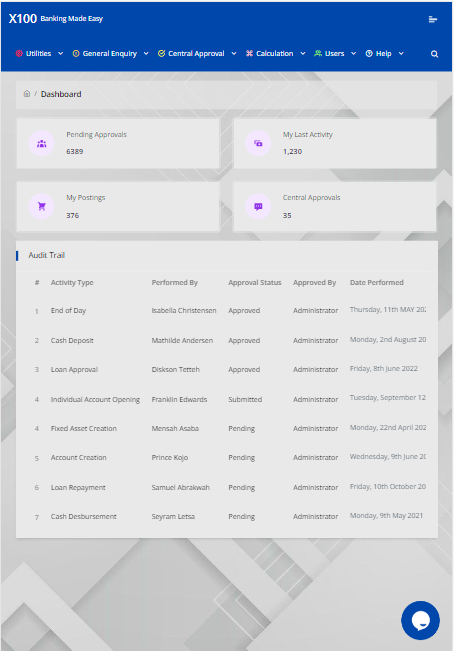 X100 Banking Made Easy
Utilities General Enquiry Central Approval Calculation Users Help
/ Dashboard
Pending Approvals
6389
My Last Activity
1,230
My Postings
376
Central Approvals
35
Audit Trail
# Activity Type Performed By Approval Status Approved By Date Performed
1 End of Day Isabella Christensen Approved Administrator Thursday, 11th MAY 202
2 Cash Deposit Mathilde Andersen Approved Administrator Monday, 2nd August 20
3 Loan Approval Diskson Tetteh Approved Administrator Friday, 8th June 2022
4 Individual Account Opening Franklin Edwards Submitted Administrator Tuesday, September 12
4 Fixed Asset Creation Mensah Asaba Pending Administrator Monday, 22nd April 202
5 Account Creation Prince Kojo Pending Administrator Wednesday, 9th June 20
6 Loan Repayment Samuel Abrakwah Pending Administrator Friday, 10th October 20
7 Cash Desbursement Seyram Letsa Pending Administrator Monday, 9th May 2021